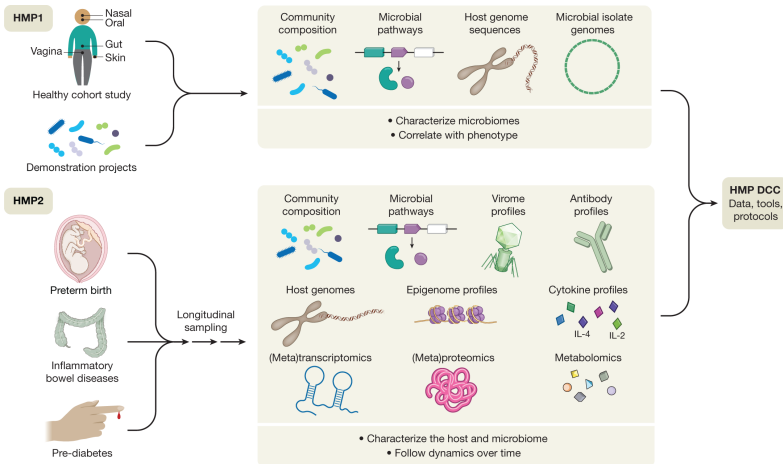 HMP1
Nasal
Oral
Gut
Vagina
Skin
Healthy cohort study
Demonstration projects
Community
composition
Microbial
pathways
Host genome
sequences
Microbial isolate
genomes
• Characterize microbiomes
• Correlate with phenotype
HMP2
Preterm birth
Inflammatory
bowel diseases
Pre-diabetes
Longitudinal
sampling
Community
composition
Microbial
pathways
Virome
profiles
Antibody
profiles
Host genomes
Epigenome profiles
Cytokine profiles
IL-4
IL-2
(Meta)transcriptomics
(Meta)proteomics
Metabolomics
• Characterize the host and microbiome
• Follow dynamics over time
HMP DCC
Data, tools,
protocols